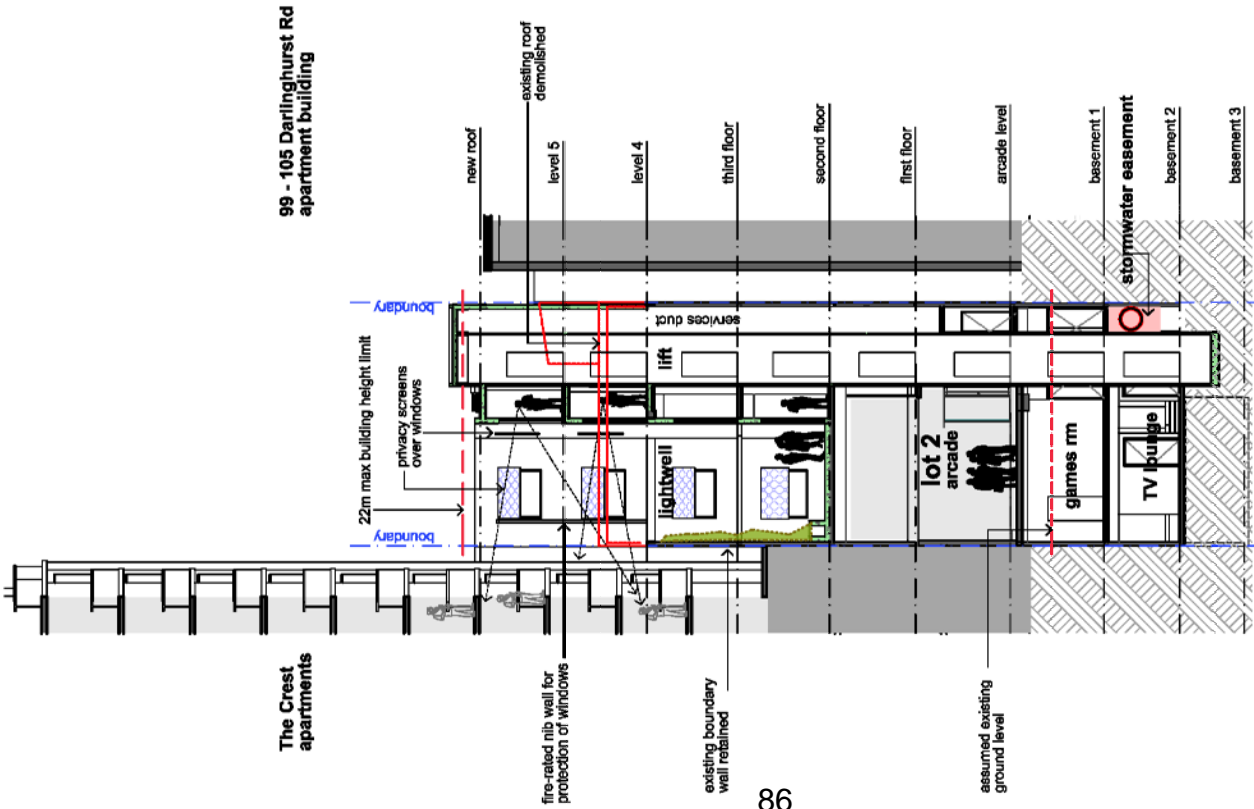 The Crest
apartments
99 - 105 Darlinghurst Rd
apartment building
22m max building height limit
privacy screens
over windows
boundary
boundary
existing roof
demolished
new roof
level 5
level 4
third floor
second floor
first floor
arcade level
basement 1
basement 2
basement 3
services duct
lift
lightwell
lot 2
arcade
games rm
TV lounge
stormwater easement
fire-rated nib wall for
protection of windows
existing boundary
wall retained
assumed existing
ground level
86